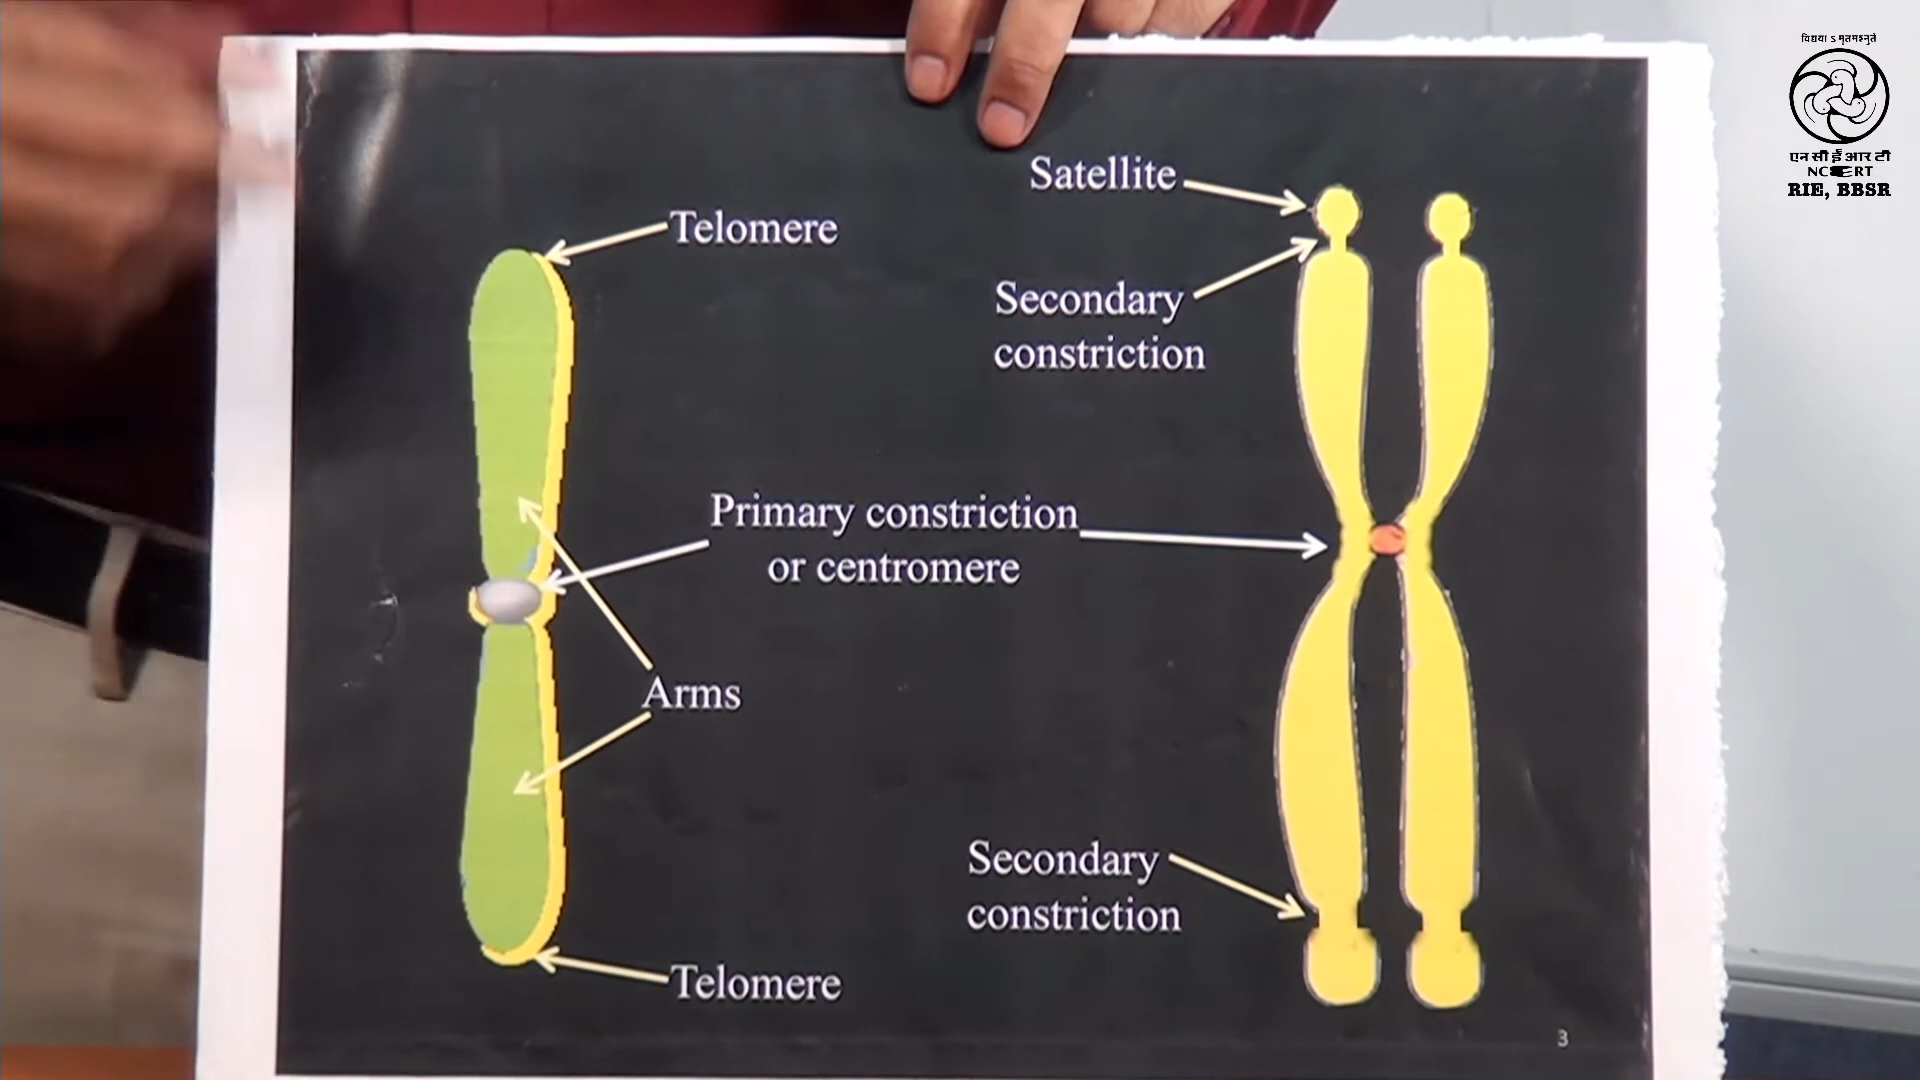 विद्यया ऽ मृतमश्नुते
एन सी ई आर टी
NCERT
RIE, BBSR
Satellite
Telomere
Secondary
constriction
Primary constriction
or centromere
Arms
Secondary
constriction
Telomere
3